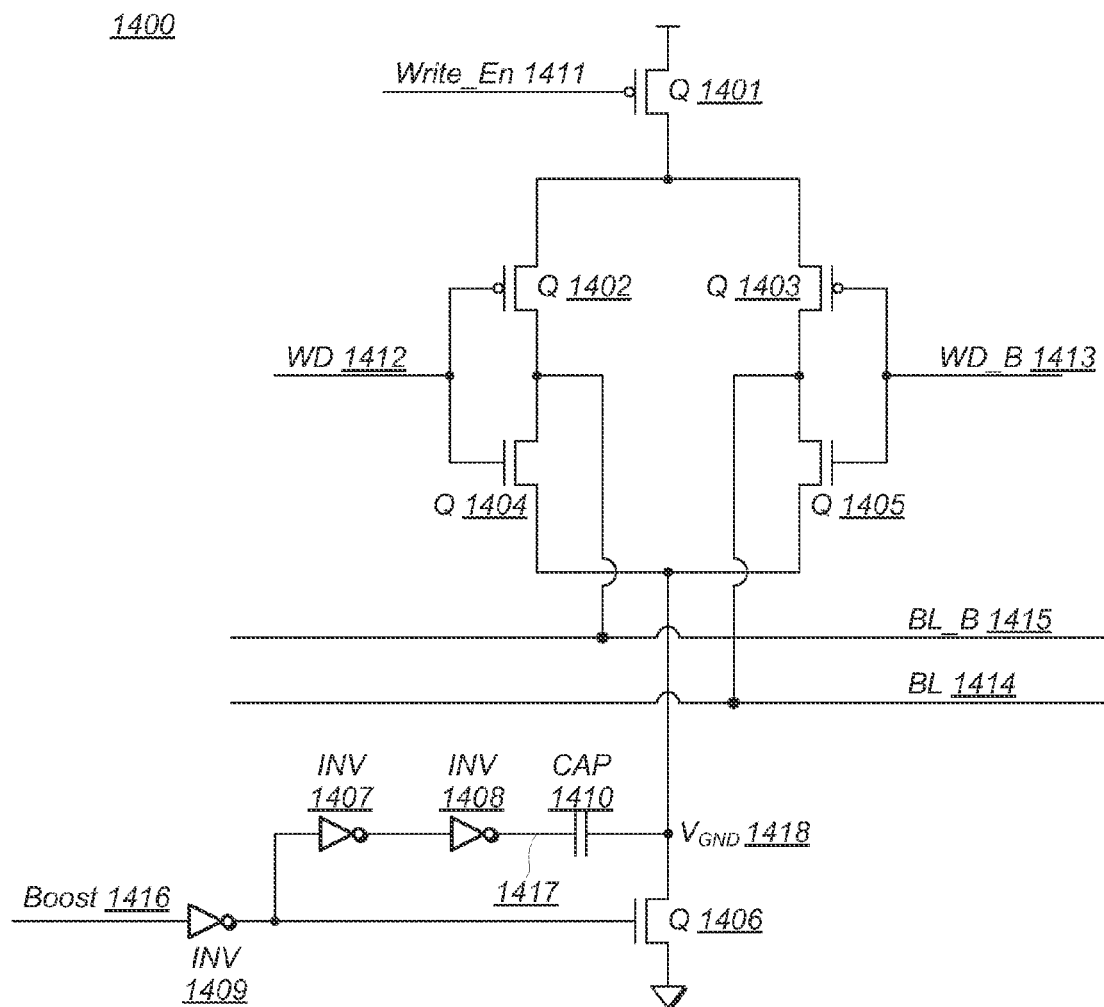 1400
Write_En 1411
Q 1401
Q 1402
Q 1403
WD 1412
WD_B 1413
Q 1404
Q 1405
BL_B 1415
BL 1414
INV
1407
INV
1408
CAP
1410
VGND 1418
1417
Boost 1416
Q 1406
INV
1409